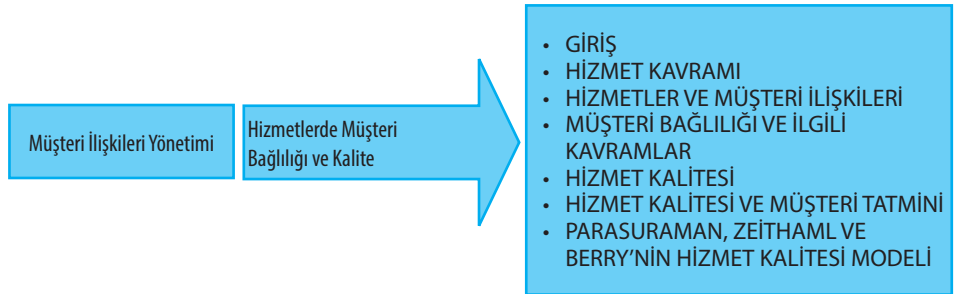 Müşteri İlişkileri Yönetimi
Hizmetlerde Müşteri
Bağlılığı ve Kalite
• GİRİŞ
• HİZMET KAVRAMI
• HİZMETLER VE MÜŞTERİ İLİŞKİLERİ
• MÜŞTERİ BAĞLILIĞI VE İLGİLİ
KAVRAMLAR
• HİZMET KALİTESİ
• HİZMET KALİTESİ VE MÜŞTERİ TATMİNİ
• PARASURAMAN, ZEİTHAML VE
BERRY’NİN HİZMET KALİTESİ MODELİ